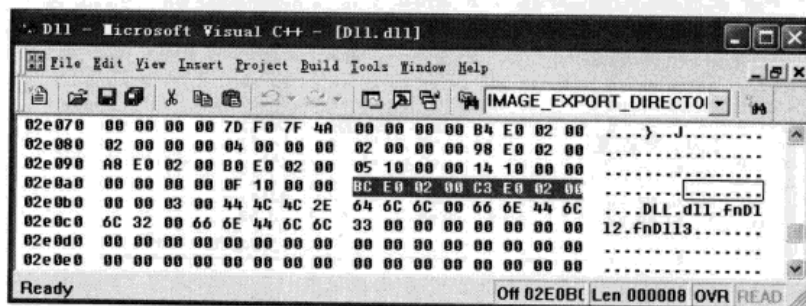 Dll - Microsoft Visual C++ - [Dll.dll]
File Edit View Insert Project Build Tools Window Help
IMAGE_EXPORT_DIRECTO
02e070 00 00 00 00 7D F0 7F 4A 00 00 00 00 B4 E0 02 00 ....}..J........
02e080 02 00 00 00 04 00 00 00 02 00 00 00 98 E0 02 00 ................
02e090 A8 E0 02 00 B0 E0 02 00 05 10 00 00 14 10 00 00 ................
02e0a0 00 00 00 00 0F 10 00 00 BC E0 02 00 C3 E0 02 00 ................
02e0b0 00 00 03 00 44 4C 4C 2E 64 6C 6C 00 66 6E 44 6C ....DLL.dll.fnDl
02e0c0 6C 32 00 66 6E 44 6C 6C 33 00 00 00 00 00 00 00 l2.fnDll3.......
02e0d0 00 00 00 00 00 00 00 00 00 00 00 00 00 00 00 00 ................
02e0e0 00 00 00 00 00 00 00 00 00 00 00 00 00 00 00 00 ................
Ready Off 02E0B( Len 000008 OVR READ